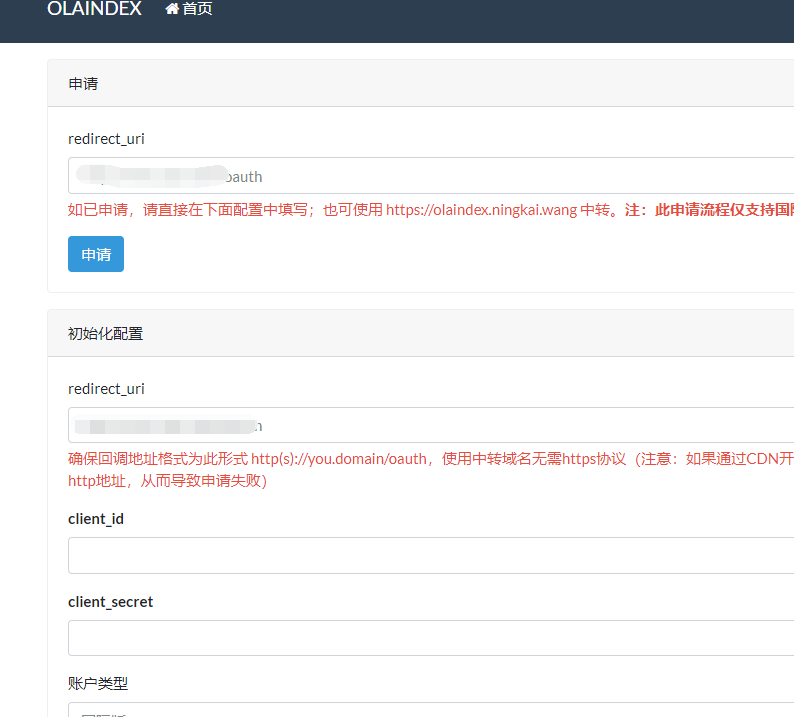 OLAINDEX 首页
申请
redirect_uri
oauth
如已申请，请直接在下面配置中填写；也可使用 https://olaindex.ningkai.wang 中转。注：此申请流程仅支持国
申请
初始化配置
redirect_uri
确保回调地址格式为此形式 http(s)://you.domain/oauth，使用中转域名无需https协议（注意：如果通过CDN开
http地址，从而导致申请失败）
client_id
client_secret
账户类型